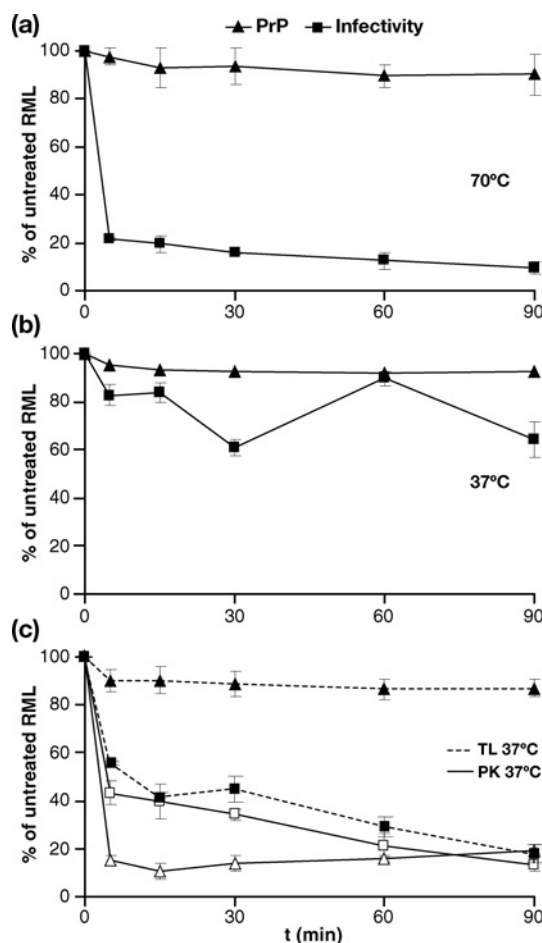 (a)
PrP
Infectivity
100
80
60
40
20
0
% of untreated RML
70ºC
0
30
60
90
(b)
100
80
60
40
20
0
% of untreated RML
37ºC
0
30
60
90
(c)
100
80
60
40
20
0
% of untreated RML
TL 37ºC
PK 37ºC
0
30
60
90
t (min)